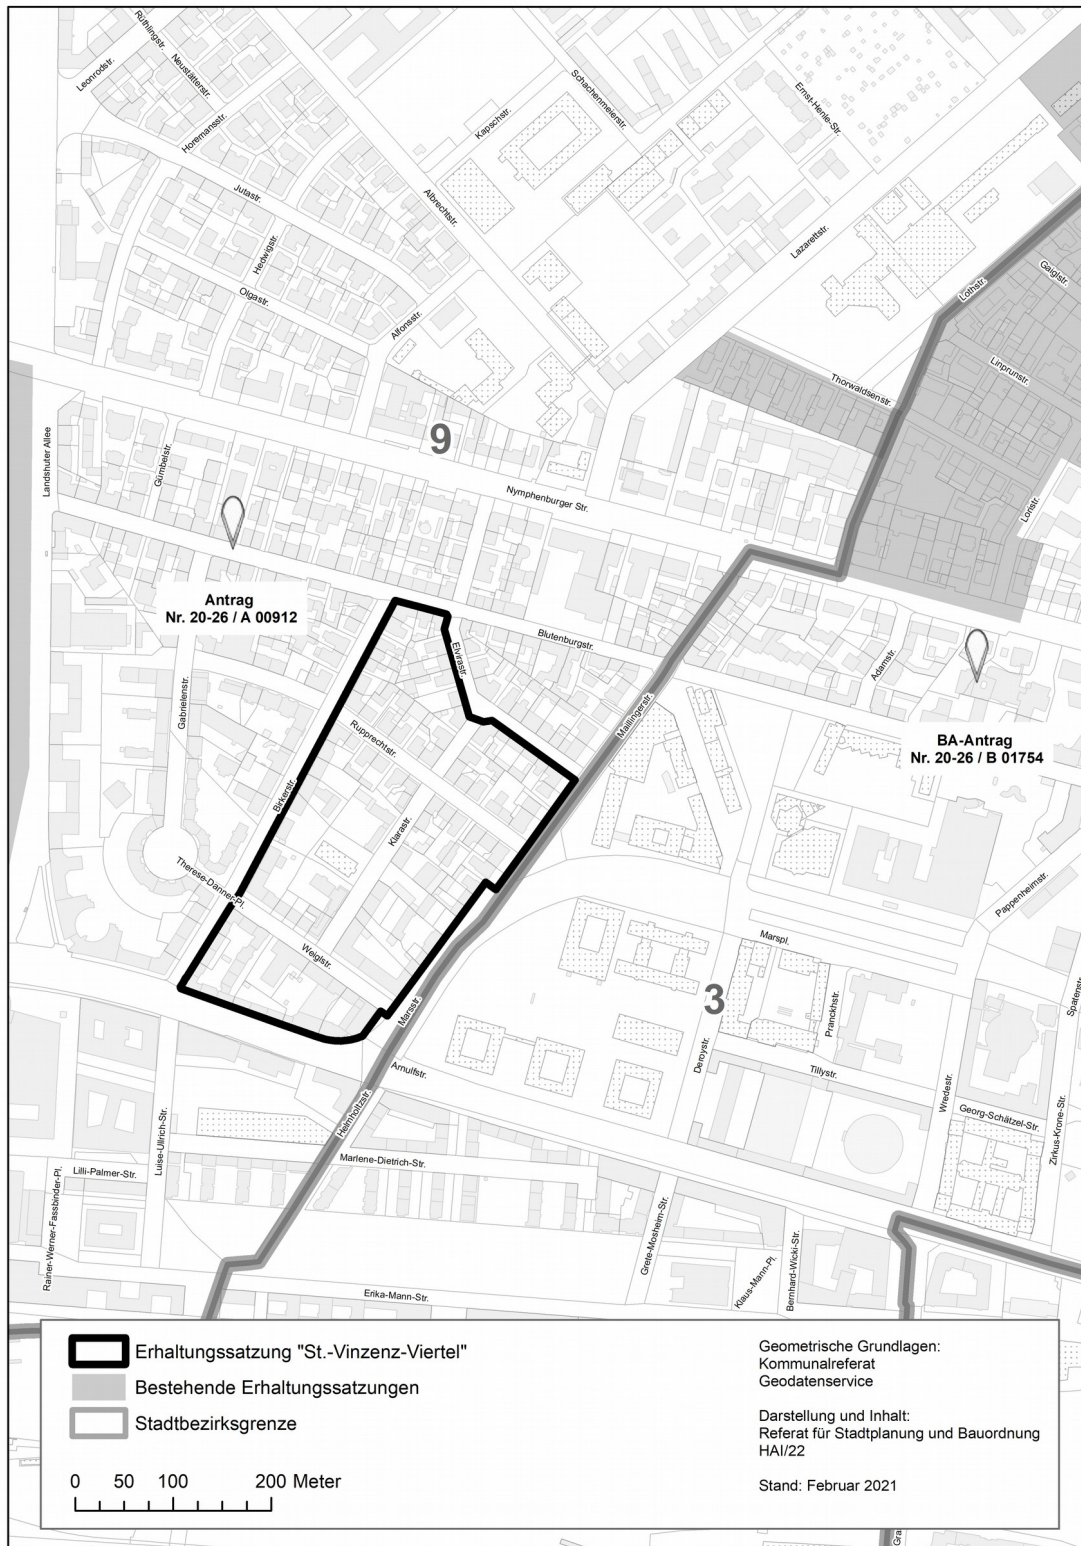 Rüthlingstr.
Neustätterstr.
Leonrodstr.
Horemansstr.
Schachenmeierstr.
Kapschstr.
Ernst-Henle-Str.
Jutastr.
Albrechtstr.
Lazarettstr.
Hedwigstr.
Olgastr.
Alfonsstr.
Lothstr.
Gaiglstr.
Linprunstr.
Thorwaldsenstr.
9
Landshuter Allee
Gümbelstr.
Nymphenburger Str.
Loristr.
Antrag
Nr. 20-26 / A 00912
Blutenburgstr.
Elvirastr.
Adamstr.
Gabrielenstr.
Maillingerstr.
Rupprechtstr.
BA-Antrag
Nr. 20-26 / B 01754
Birkerstr.
Klarastr.
Therese-Danner-Pl.
Pappenheimstr.
Weiglstr.
Marspl.
Marsstr.
3
Pranckhstr.
Spatenstr.
Deroystr.
Arnulfstr.
Tillystr.
Wredestr.
Helmholtzstr.
Georg-Schätzel-Str.
Zirkus-Krone-Str.
Luise-Ullrich-Str.
Marlene-Dietrich-Str.
Lilli-Palmer-Str.
Rainer-Werner-Fassbinder-Pl.
Grete-Mosheim-Str.
Klaus-Mann-Pl.
Bernhard-Wicki-Str.
Erika-Mann-Str.
Erhaltungssatzung "St.-Vinzenz-Viertel"
Bestehende Erhaltungssatzungen
Stadtbezirksgrenze
0 50 100 200 Meter
Geometrische Grundlagen:
Kommunalreferat
Geodatenservice
Darstellung und Inhalt:
Referat für Stadtplanung und Bauordnung
HAI/22
Stand: Februar 2021